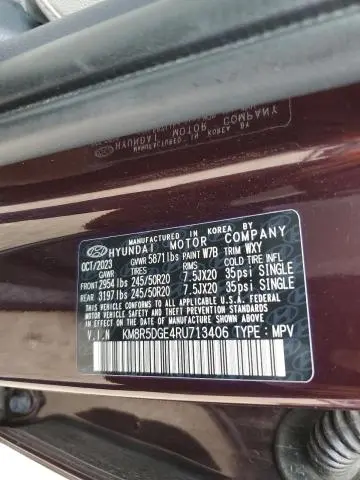 MANUFACTURED IN KOREA BY
HYUNDAI MOTOR COMPANY
OCT/2023 GVWR 5871lbs PAINT W7B TRIM WXY
GAWR TIRES RIMS COLD TIRE INFL
FRONT 2954lbs 245/50R20 7.5JX20 35psi SINGLE
REAR 3197lbs 245/50R20 7.5JX20 35psi SINGLE
THIS VEHICLE CONFORMS TO ALL APPLICABLE
FEDERAL MOTOR VEHICLE SAFETY STANDARDS IN
EFFECT ON THE DATE OF MANUFACTURE SHOWN ABOVE.
V.I.N KM8R5DGE4RU713406 TYPE : MPV